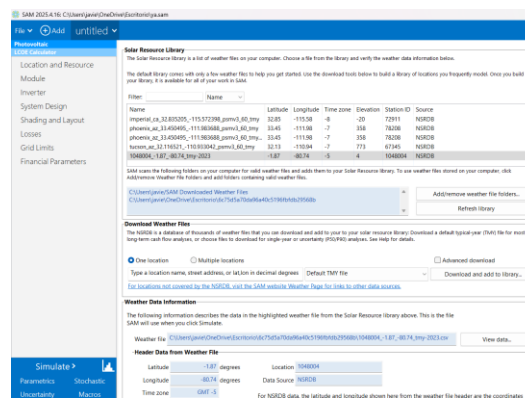 SAM 2025.4.16: C:\Users\javie\OneDrive\Escritorio\ya.sam
File Add untitled
Photovoltaic
LCOE Calculator
Location and Resource
Module
Inverter
System Design
Shading and Layout
Losses
Grid Limits
Financial Parameters
Simulate >
Parametrics Stochastic
Uncertainty Macros
Solar Resource Library
The Solar Resource library is a list of weather files on your computer. Choose a file from the library and verify the weather data information below.
The default library comes with only a few weather files to help you get started. Use the download tools below to build a library of locations you frequently model. Once you build
your library, it is available for all of your work in SAM.
Filter: Name
Name Latitude Longitude Time zone Elevation Station ID Source
imperial_ca_32.835205_-115.572398_psmv3_60_tmy 32.85 -115.58 -8 -20 72911 NSRDB
phoenix_az_33.450495_-111.983688_psmv3_60_tmy 33.45 -111.98 -7 358 78208 NSRDB
phoenix_az_33.450495_-111.983688_psmv3_60_tmy 33.45 -111.98 -7 358 78208 NSRDB
tucson_az_32.116521_-110.933042_psmv3_60_tmy 32.13 -110.94 -7 773 67345 NSRDB
1048004_-1.87_-80.74_tmy-2023 -1.87 -80.74 -5 4 1048004 NSRDB
SAM scans the following folders on your computer for valid weather files and adds them to your Solar Resource library. To use weather files stored on your computer, click
Add/remove Weather File Folders and add folders containing valid weather files.
C:\Users\javie/SAM Downloaded Weather Files
Add/remove weather file folders...
Refresh library
Download Weather Files
The NSRDB is a database of thousands of weather files that you can download and add to your to your solar resource library: Download a default typical-year (TMY) file for most
long-term cash flow analyses, or choose files to download for single-year or uncertainty (P50/P90) analyses. See Help for details.
One location Multiple locations Advanced download
Type a location name, street address, or lat,lon in decimal degrees Default TMY file Download and add to library...
For locations not covered by the NSRDB, visit the SAM website Weather Page for links to other data sources.
Weather Data Information
The following information describes the data in the highlighted weather file from the Solar Resource library above. This is the file
SAM will use when you click Simulate.
Weather file View data...
Header Data from Weather File
Latitude -1.87 degrees Location 1048004
Longitude -80.74 degrees Data Source NSRDB
Time zone GMT -5
For NSRDB data, the latitude and longitude shown here from the weather file header are the coordinates